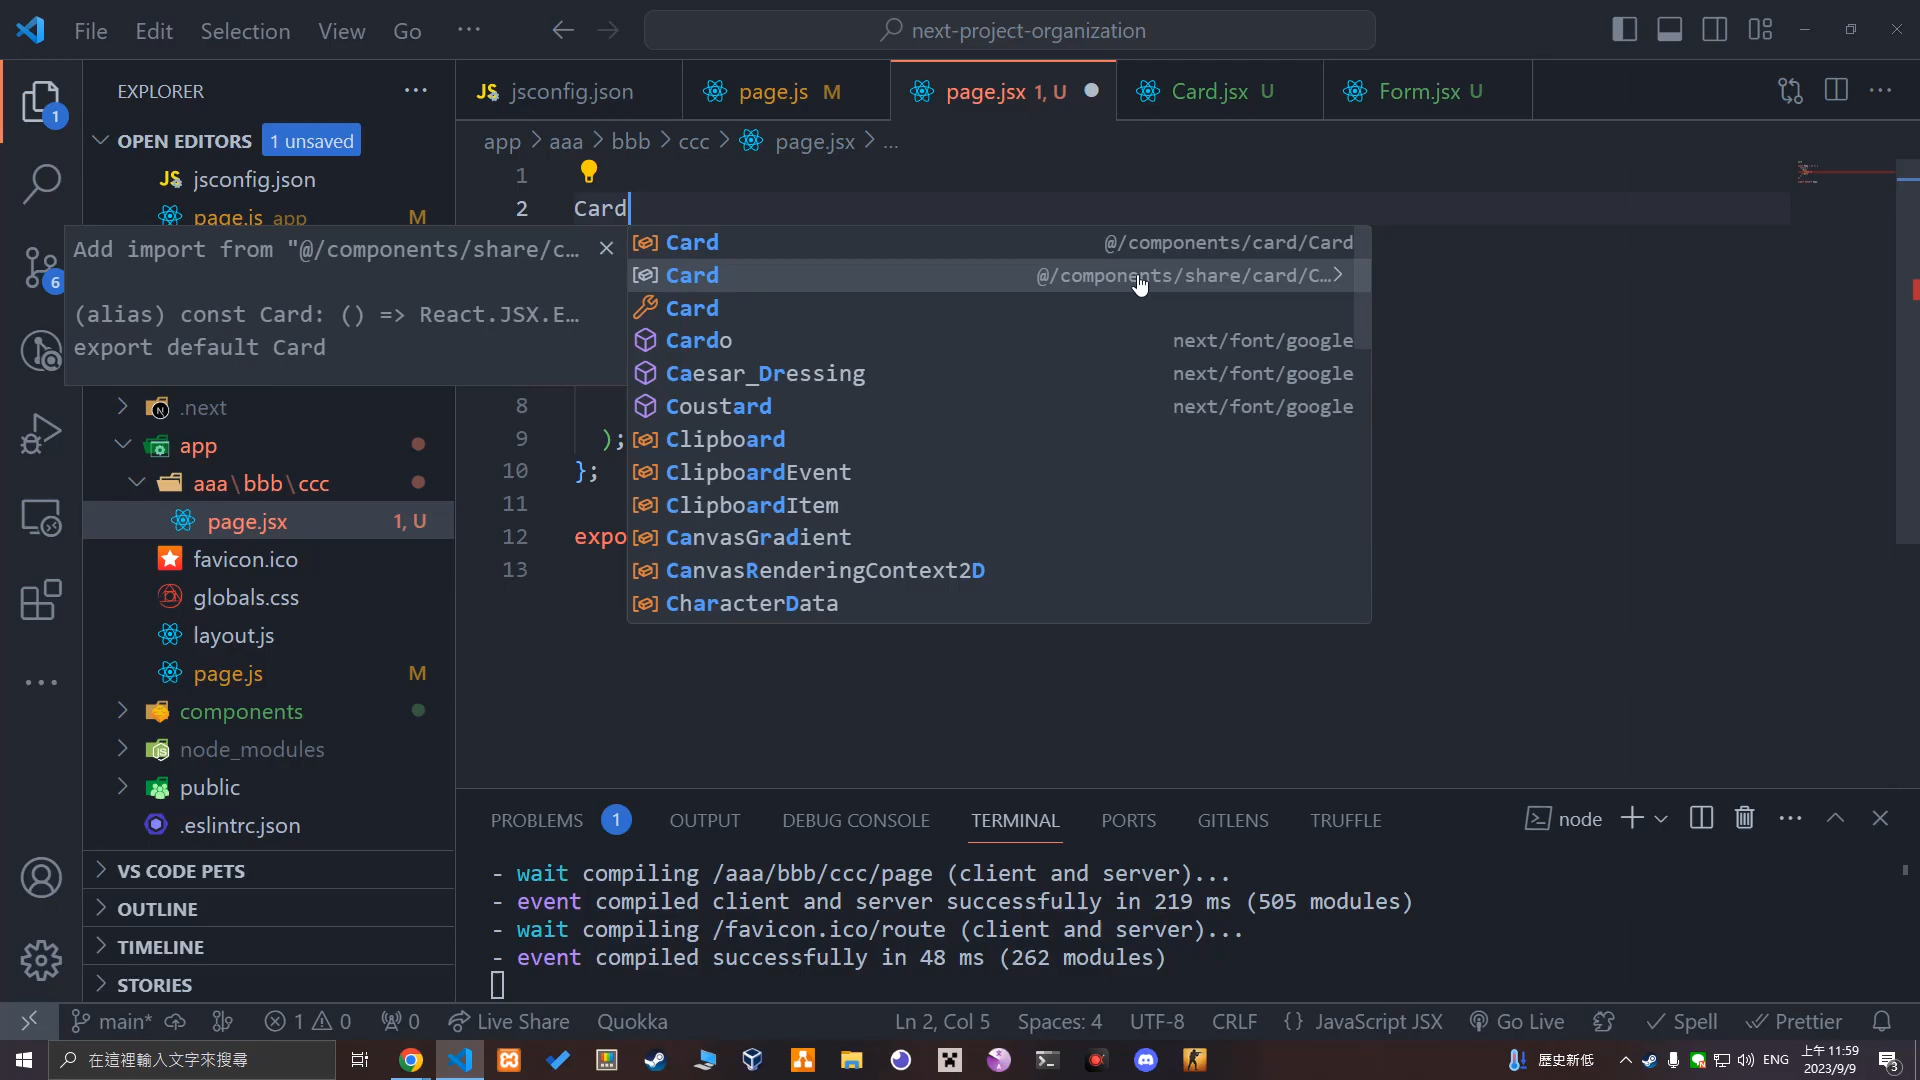 File Edit Selection View Go ...
next-project-organization
EXPLORER
OPEN EDITORS 1 unsaved
JS jsconfig.json
page.js app M
jsconfig.json
page.js M
page.jsx 1, U
Card.jsx U
Form.jsx U
app > aaa > bbb > ccc > page.jsx > ...
1
2 Card
Add import from "@/components/share/c...
(alias) const Card: () => React.JSX.E...
export default Card
Card @/components/card/Card
Card @/components/share/card/C...
Card
Cardo next/font/google
Caesar_Dressing next/font/google
Coustard next/font/google
Clipboard
ClipboardEvent
ClipboardItem
CanvasGradient
CanvasRenderingContext2D
CharacterData
8
9 );
10 };
11
12 expo
13
1
6
.next
app
aaa\bbb\ccc
page.jsx 1, U
favicon.ico
globals.css
layout.js
page.js M
components
node_modules
public
.eslintrc.json
VS CODE PETS
OUTLINE
TIMELINE
STORIES
PROBLEMS 1 OUTPUT DEBUG CONSOLE TERMINAL PORTS GITLENS TRUFFLE
node
- wait compiling /aaa/bbb/ccc/page (client and server)...
- event compiled client and server successfully in 219 ms (505 modules)
- wait compiling /favicon.ico/route (client and server)...
- event compiled successfully in 48 ms (262 modules)
main* 1 0 0 Live Share Quokka
Ln 2, Col 5 Spaces: 4 UTF-8 CRLF {} JavaScript JSX Go Live Spell Prettier
在這裡輸入文字來搜尋
歷史新低
ENG
上午 11:59
2023/9/9
3